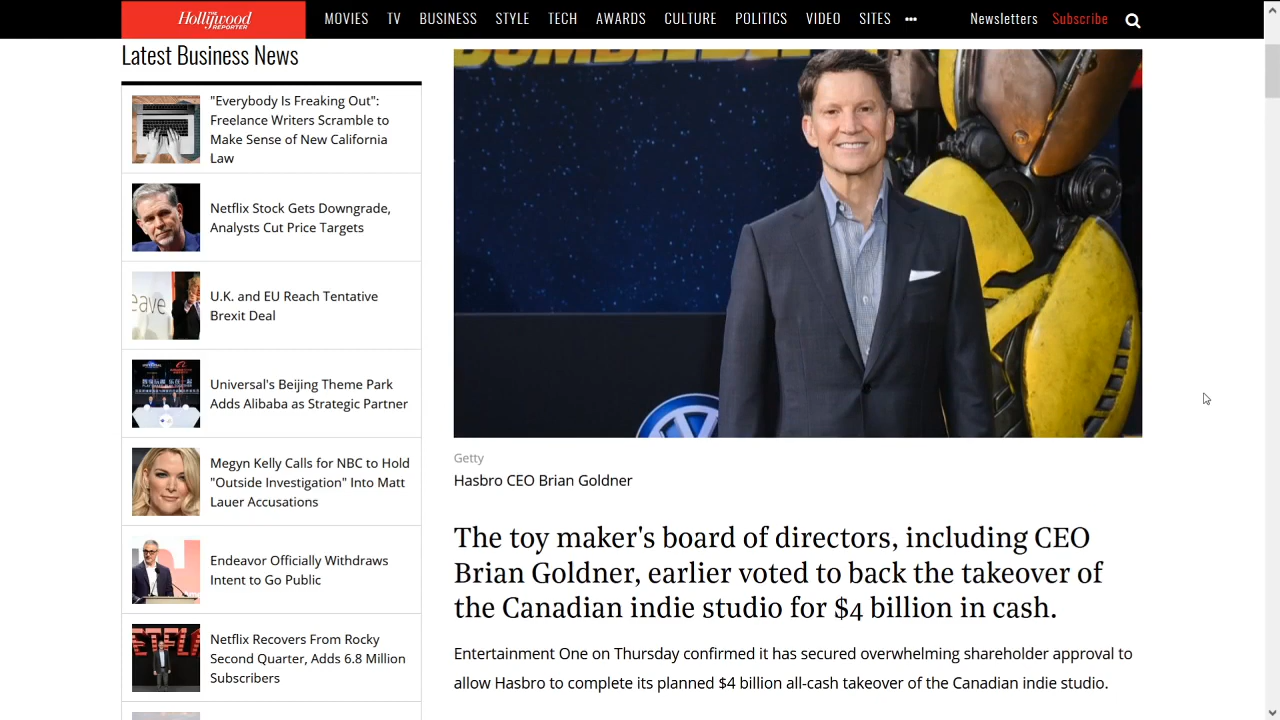 The Hollywood REPORTER
MOVIES TV BUSINESS STYLE TECH AWARDS CULTURE POLITICS VIDEO SITES •••
Newsletters Subscribe
Latest Business News
"Everybody Is Freaking Out":
Freelance Writers Scramble to
Make Sense of New California
Law
Netflix Stock Gets Downgrade,
Analysts Cut Price Targets
eave
U.K. and EU Reach Tentative
Brexit Deal
Universal's Beijing Theme Park
Adds Alibaba as Strategic Partner
Megyn Kelly Calls for NBC to Hold
"Outside Investigation" Into Matt
Lauer Accusations
Endeavor Officially Withdraws
Intent to Go Public
Netflix Recovers From Rocky
Second Quarter, Adds 6.8 Million
Subscribers
Getty
Hasbro CEO Brian Goldner
The toy maker's board of directors, including CEO
Brian Goldner, earlier voted to back the takeover of
the Canadian indie studio for $4 billion in cash.
Entertainment One on Thursday confirmed it has secured overwhelming shareholder approval to
allow Hasbro to complete its planned $4 billion all-cash takeover of the Canadian indie studio.